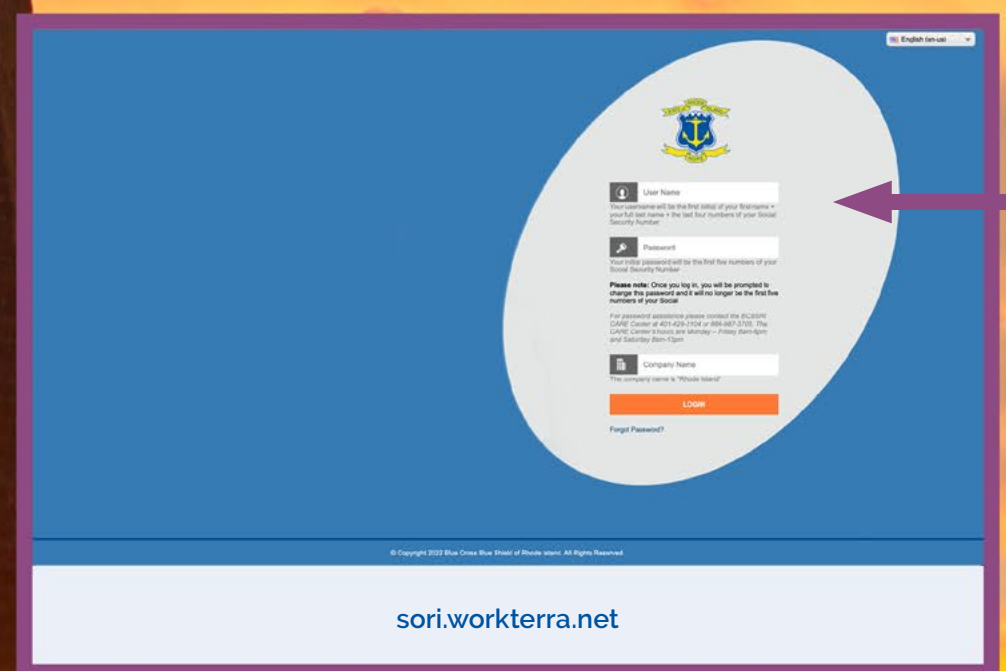 English (en-us)
User Name
Your username will be the first initial of your first name +
your full last name + the last four numbers of your Social
Security Number
Password
Your initial password will be the first five numbers of your
Social Security Number
Please note: Once you log in, you will be prompted to
change this password and it will no longer be the first five
numbers of your Social
For password assistance please contact the BCBSRI
CARE Center at 401-429-2104 or 866-987-3705. The
CARE Center's hours are Monday – Friday 8am-8pm
and Saturday 8am-12pm
Company Name
The company name is "Rhode Island"
LOGIN
Forgot Password?
© Copyright 2022 Blue Cross Blue Shield of Rhode Island. All Rights Reserved.
sori.workterra.net